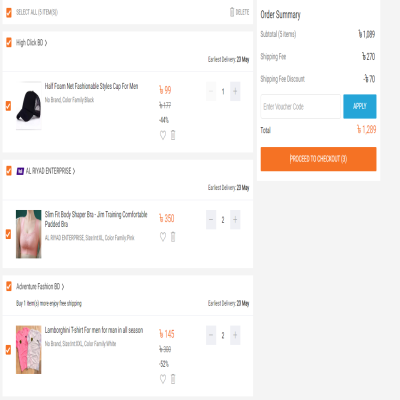 SELECT ALL (5 ITEM(S))
DELETE
High Click BD >
Earliest Delivery: 23 May
Half Foam Net Fashionable Styles Cap For Men
No Brand, Color Family:Black
৳ 99
৳ 177
-44%
1
AL RIYAD ENTERPRISE >
Earliest Delivery: 23 May
Slim Fit Body Shaper Bra - Jim Training Comfortable
Padded Bra
AL RIYAD ENTERPRISE, Size:Int:XL, Color Family:Pink
৳ 350
2
Adventure Fashion BD >
Buy 1 item(s) more enjoy free shipping
Earliest Delivery: 23 May
Lamborghini T-shirt For men for man in all season
No Brand, Size:Int:XXL, Color Family:White
৳ 145
৳ 300
-52%
2
Order Summary
Subtotal (5 items)
৳ 1,089
Shipping Fee
৳ 270
Shipping Fee Discount
-৳ 70
Enter Voucher Code
APPLY
Total
৳ 1,289
PROCEED TO CHECKOUT (3)